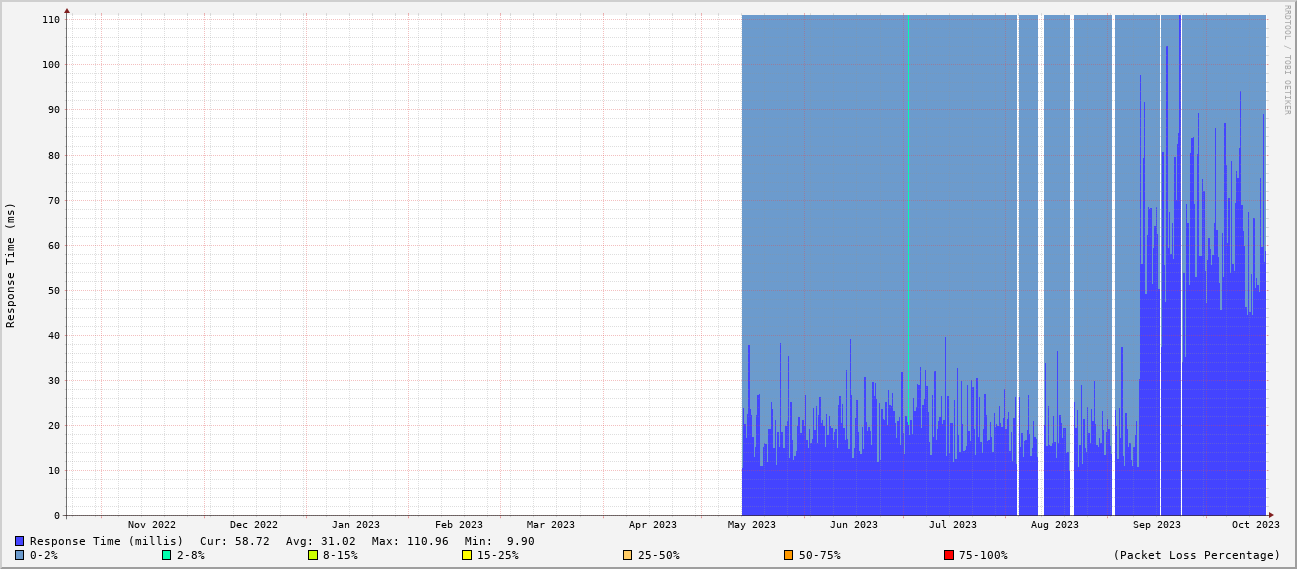 RRDTOOL / TOBI OETIKER
Response Time (ms)
110
100
90
80
70
60
50
40
30
20
10
0
Nov 2022 Dec 2022 Jan 2023 Feb 2023 Mar 2023 Apr 2023 May 2023 Jun 2023 Jul 2023 Aug 2023 Sep 2023 Oct 2023
Response Time (millis) Cur: 58.72 Avg: 31.02 Max: 110.96 Min: 9.90
0-2% 2-8% 8-15% 15-25% 25-50% 50-75% 75-100% (Packet Loss Percentage)